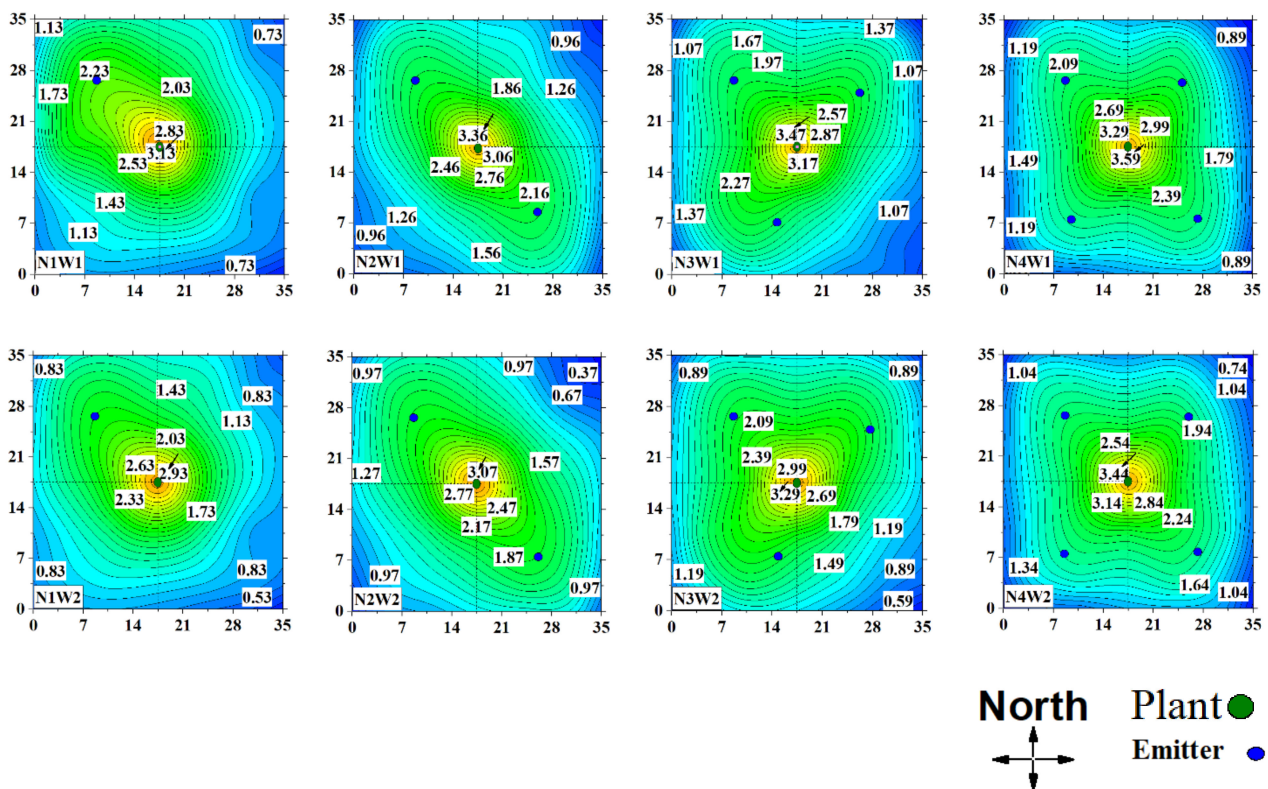 35 1.13 0.73
28 2.23 2.03
1.73
21 2.83
3.13
2.53
14 1.43
7 1.13
0 N1W1 0.73
0 7 14 21 28 35
35 0.96
28 1.86 1.26
21 3.36
3.06
2.46 2.76
14 2.16
7 1.26
0.96 1.56
0 N2W1
0 7 14 21 28 35
35 1.67 1.37
1.07
28 1.97 1.07
21 2.57
3.47 2.87
3.17
14 2.27
7 1.37 1.07
0 N3W1
0 7 14 21 28 35
35 1.19 0.89
28 2.09
21 2.69
3.29 2.99
1.49 3.59 1.79
14 2.39
7 1.19
0 N4W1 0.89
0 7 14 21 28 35
35 0.83 1.43
0.83
28 1.13
2.03
21 2.63 2.93
2.33
14 1.73
7 0.83 0.83
0 N1W2 0.53
0 7 14 21 28 35
35 0.97 0.97 0.37
0.67
28
21 1.27 3.07 1.57
2.77
2.47
14 2.17
7 1.87
0.97 0.97
0 N2W2
0 7 14 21 28 35
35 0.89 0.89
28 2.09
21 2.39 2.99
3.29 2.69
14 1.79 1.19
7 1.19 1.49 0.89
0 N3W2 0.59
0 7 14 21 28 35
35 1.04 0.74
1.04
28 1.94
2.54
21 3.44
14 3.14 2.84
2.24
7 1.34
1.64
0 N4W2 1.04
0 7 14 21 28 35
North Plant
Emitter